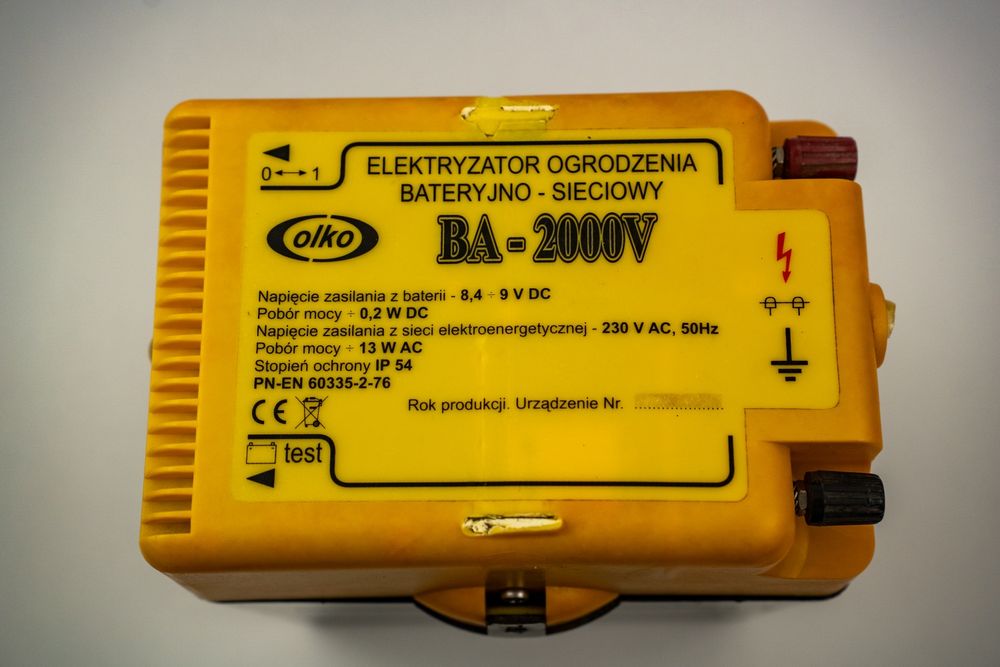 0 ↔ 1
ELEKTRYZATOR OGRODZENIA
BATERYJNO - SIECIOWY
olko
BA - 2000V
Napięcie zasilania z baterii - 8,4 ÷ 9 V DC
Pobór mocy ÷ 0,2 W DC
Napięcie zasilania z sieci elektroenergetycznej - 230 V AC, 50Hz
Pobór mocy ÷ 13 W AC
Stopień ochrony IP 54
PN-EN 60335-2-76
Rok produkcji. Urządzenie Nr.
CE
test